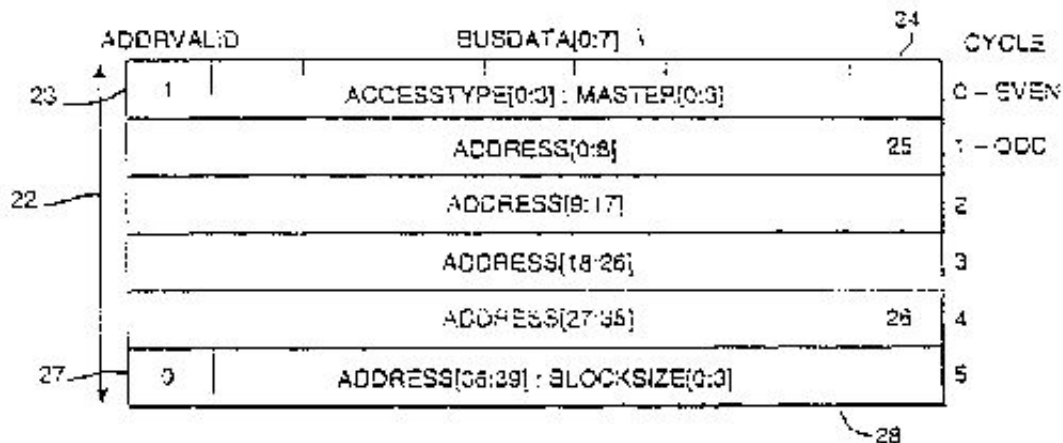 ADDRVALID BUSDATA[0:7] 24 CYCLE
23 1 ACCESSTYPE[0:3] : MASTER[0:3] 0 – EVEN
ADDRESS[0:8] 25 1 – ODD
22 ADDRESS[9:17] 2
ADDRESS[18:26] 3
ADDRESS[27:35] 26 4
27 0 ADDRESS[36:39] : BLOCKSIZE[0:3] 5
28